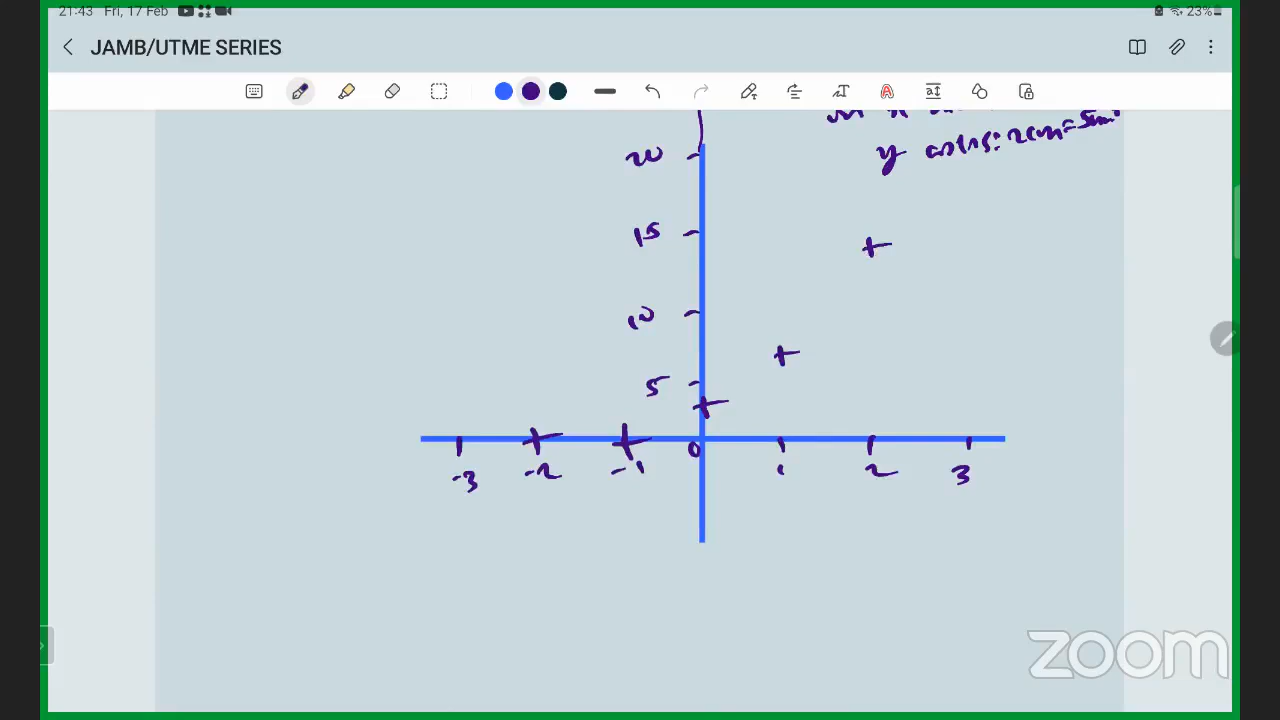 21:43 Fri, 17 Feb
23%
JAMB/UTME SERIES
y axis: 2cm=5unit
20
15
10
5
0
-3 -2 -1 1 2 3
zoom